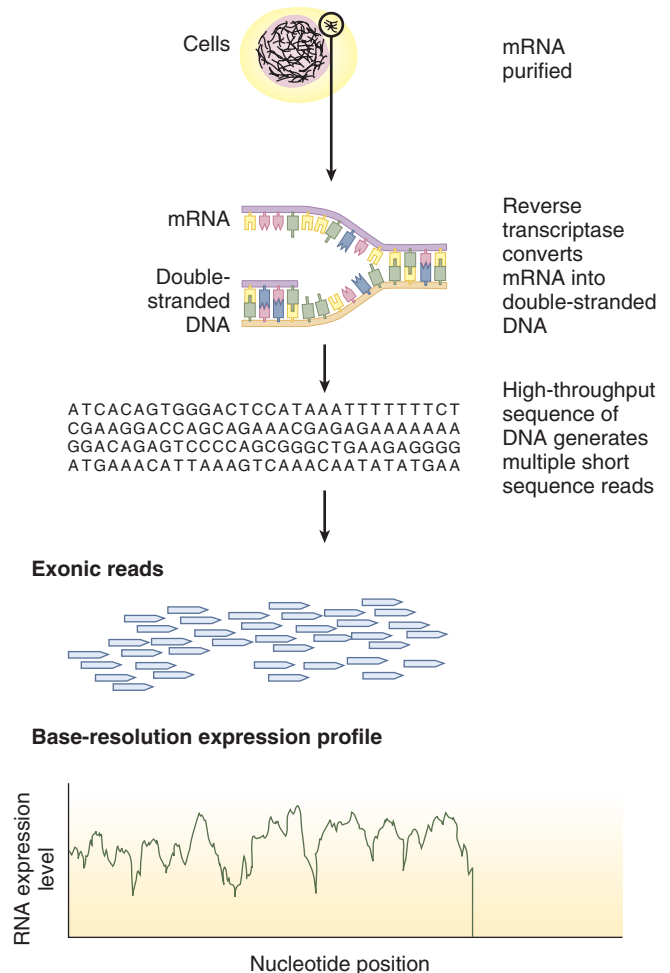 Cells
mRNA
purified
mRNA
Double-
stranded
DNA
Reverse
transcriptase
converts
mRNA into
double-stranded
DNA
ATCACAGTGGGACTCCATAAATTTTTTTCT
CGAAGGACCAGCAGAAACGAGAGAAAAAAA
GGACAGAGTCCCCAGCGGGCTGAAGAGGGG
ATGAAACATTAAAGTCAAACAATATATGAA
High-throughput
sequence of
DNA generates
multiple short
sequence reads
Exonic reads
Base-resolution expression profile
RNA expression
level
Nucleotide position